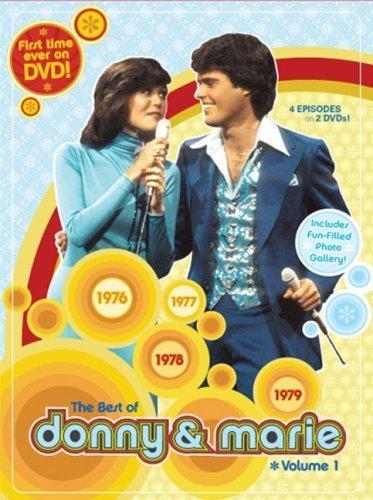 First time
ever on
DVD!
4 EPISODES
on 2 DVDs!
Includes
Fun-Filled
Photo
Gallery!
1976
1977
1978
1979
The Best of
donny & marie
*Volume 1